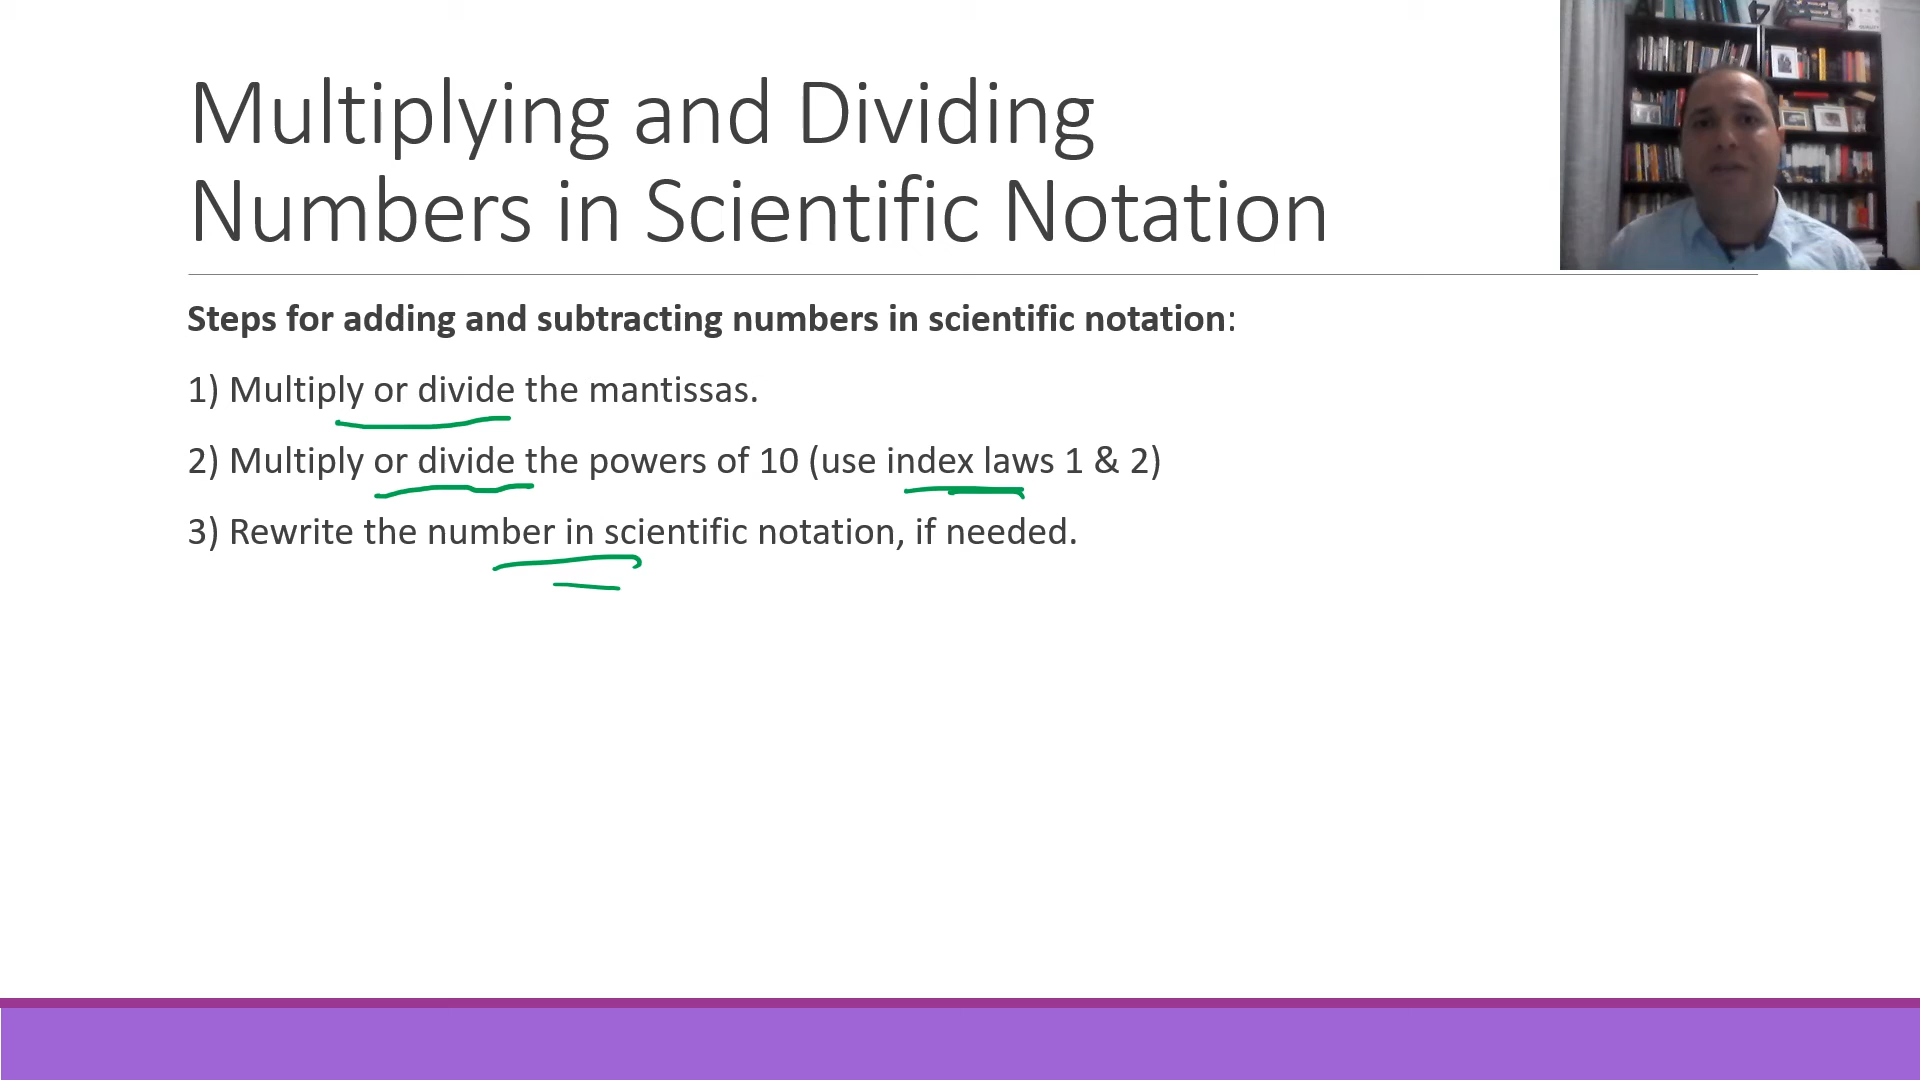 Multiplying and Dividing
Numbers in Scientific Notation
Steps for adding and subtracting numbers in scientific notation:
1) Multiply or divide the mantissas.
2) Multiply or divide the powers of 10 (use index laws 1 & 2)
3) Rewrite the number in scientific notation, if needed.